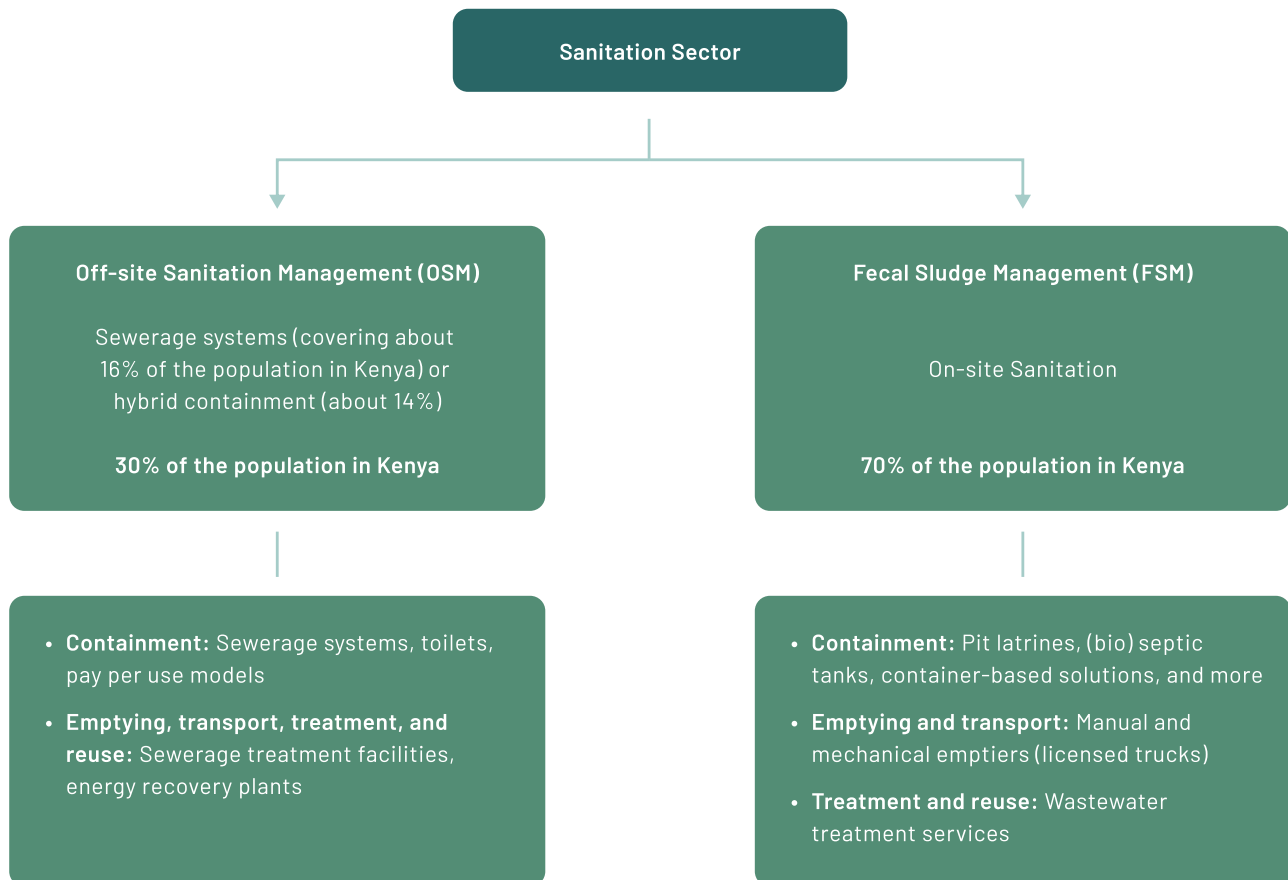 Sanitation Sector
Off-site Sanitation Management (OSM)
Sewerage systems (covering about
16% of the population in Kenya) or
hybrid containment (about 14%)
30% of the population in Kenya
Fecal Sludge Management (FSM)
On-site Sanitation
70% of the population in Kenya
• Containment: Sewerage systems, toilets,
pay per use models
• Emptying, transport, treatment, and
reuse: Sewerage treatment facilities,
energy recovery plants
• Containment: Pit latrines, (bio) septic
tanks, container-based solutions, and more
• Emptying and transport: Manual and
mechanical emptiers (licensed trucks)
• Treatment and reuse: Wastewater
treatment services